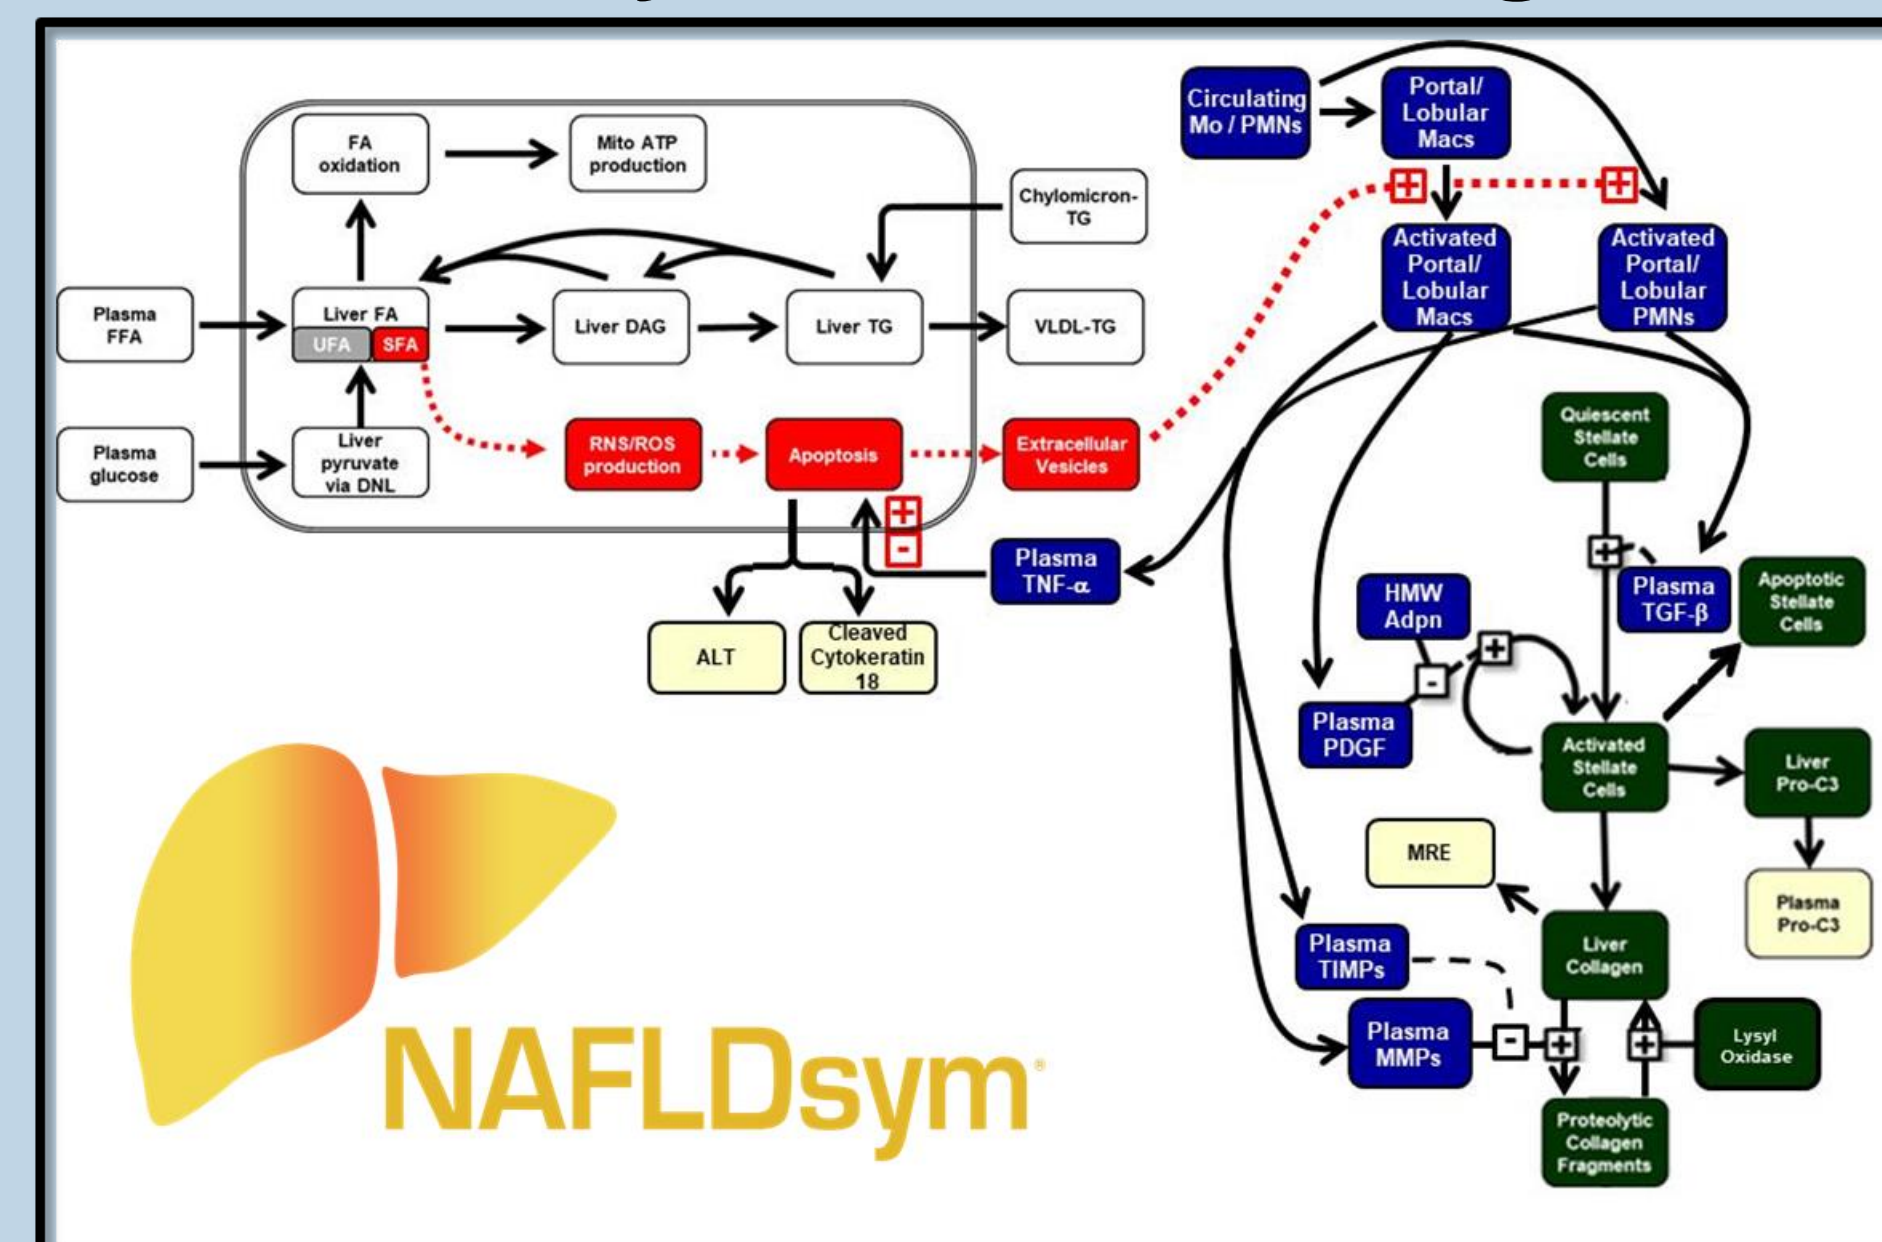 Circulating
Mo / PMNs
Portal/
Lobular
Macs
FA
oxidation
Mito ATP
production
Chylomicron-
TG
+
+
Activated
Portal/
Lobular
Macs
Activated
Portal/
Lobular
PMNs
Plasma
FFA
Liver FA
UFA
SFA
Liver DAG
Liver TG
VLDL-TG
Plasma
glucose
Liver
pyruvate
via DNL
RNS/ROS
production
Apoptosis
Extracellular
Vesicles
Quiescent
Stellate
Cells
+
-
Plasma
TNF-α
+
Plasma
TGF-β
Apoptotic
Stellate
Cells
HMW
Adpn
ALT
Cleaved
Cytokeratin
18
+
-
Plasma
PDGF
Activated
Stellate
Cells
Liver
Pro-C3
MRE
Plasma
Pro-C3
Plasma
TIMPs
Liver
Collagen
Plasma
MMPs
-
+
+
Lysyl
Oxidase
Proteolytic
Collagen
Fragments
NAFLDsym®